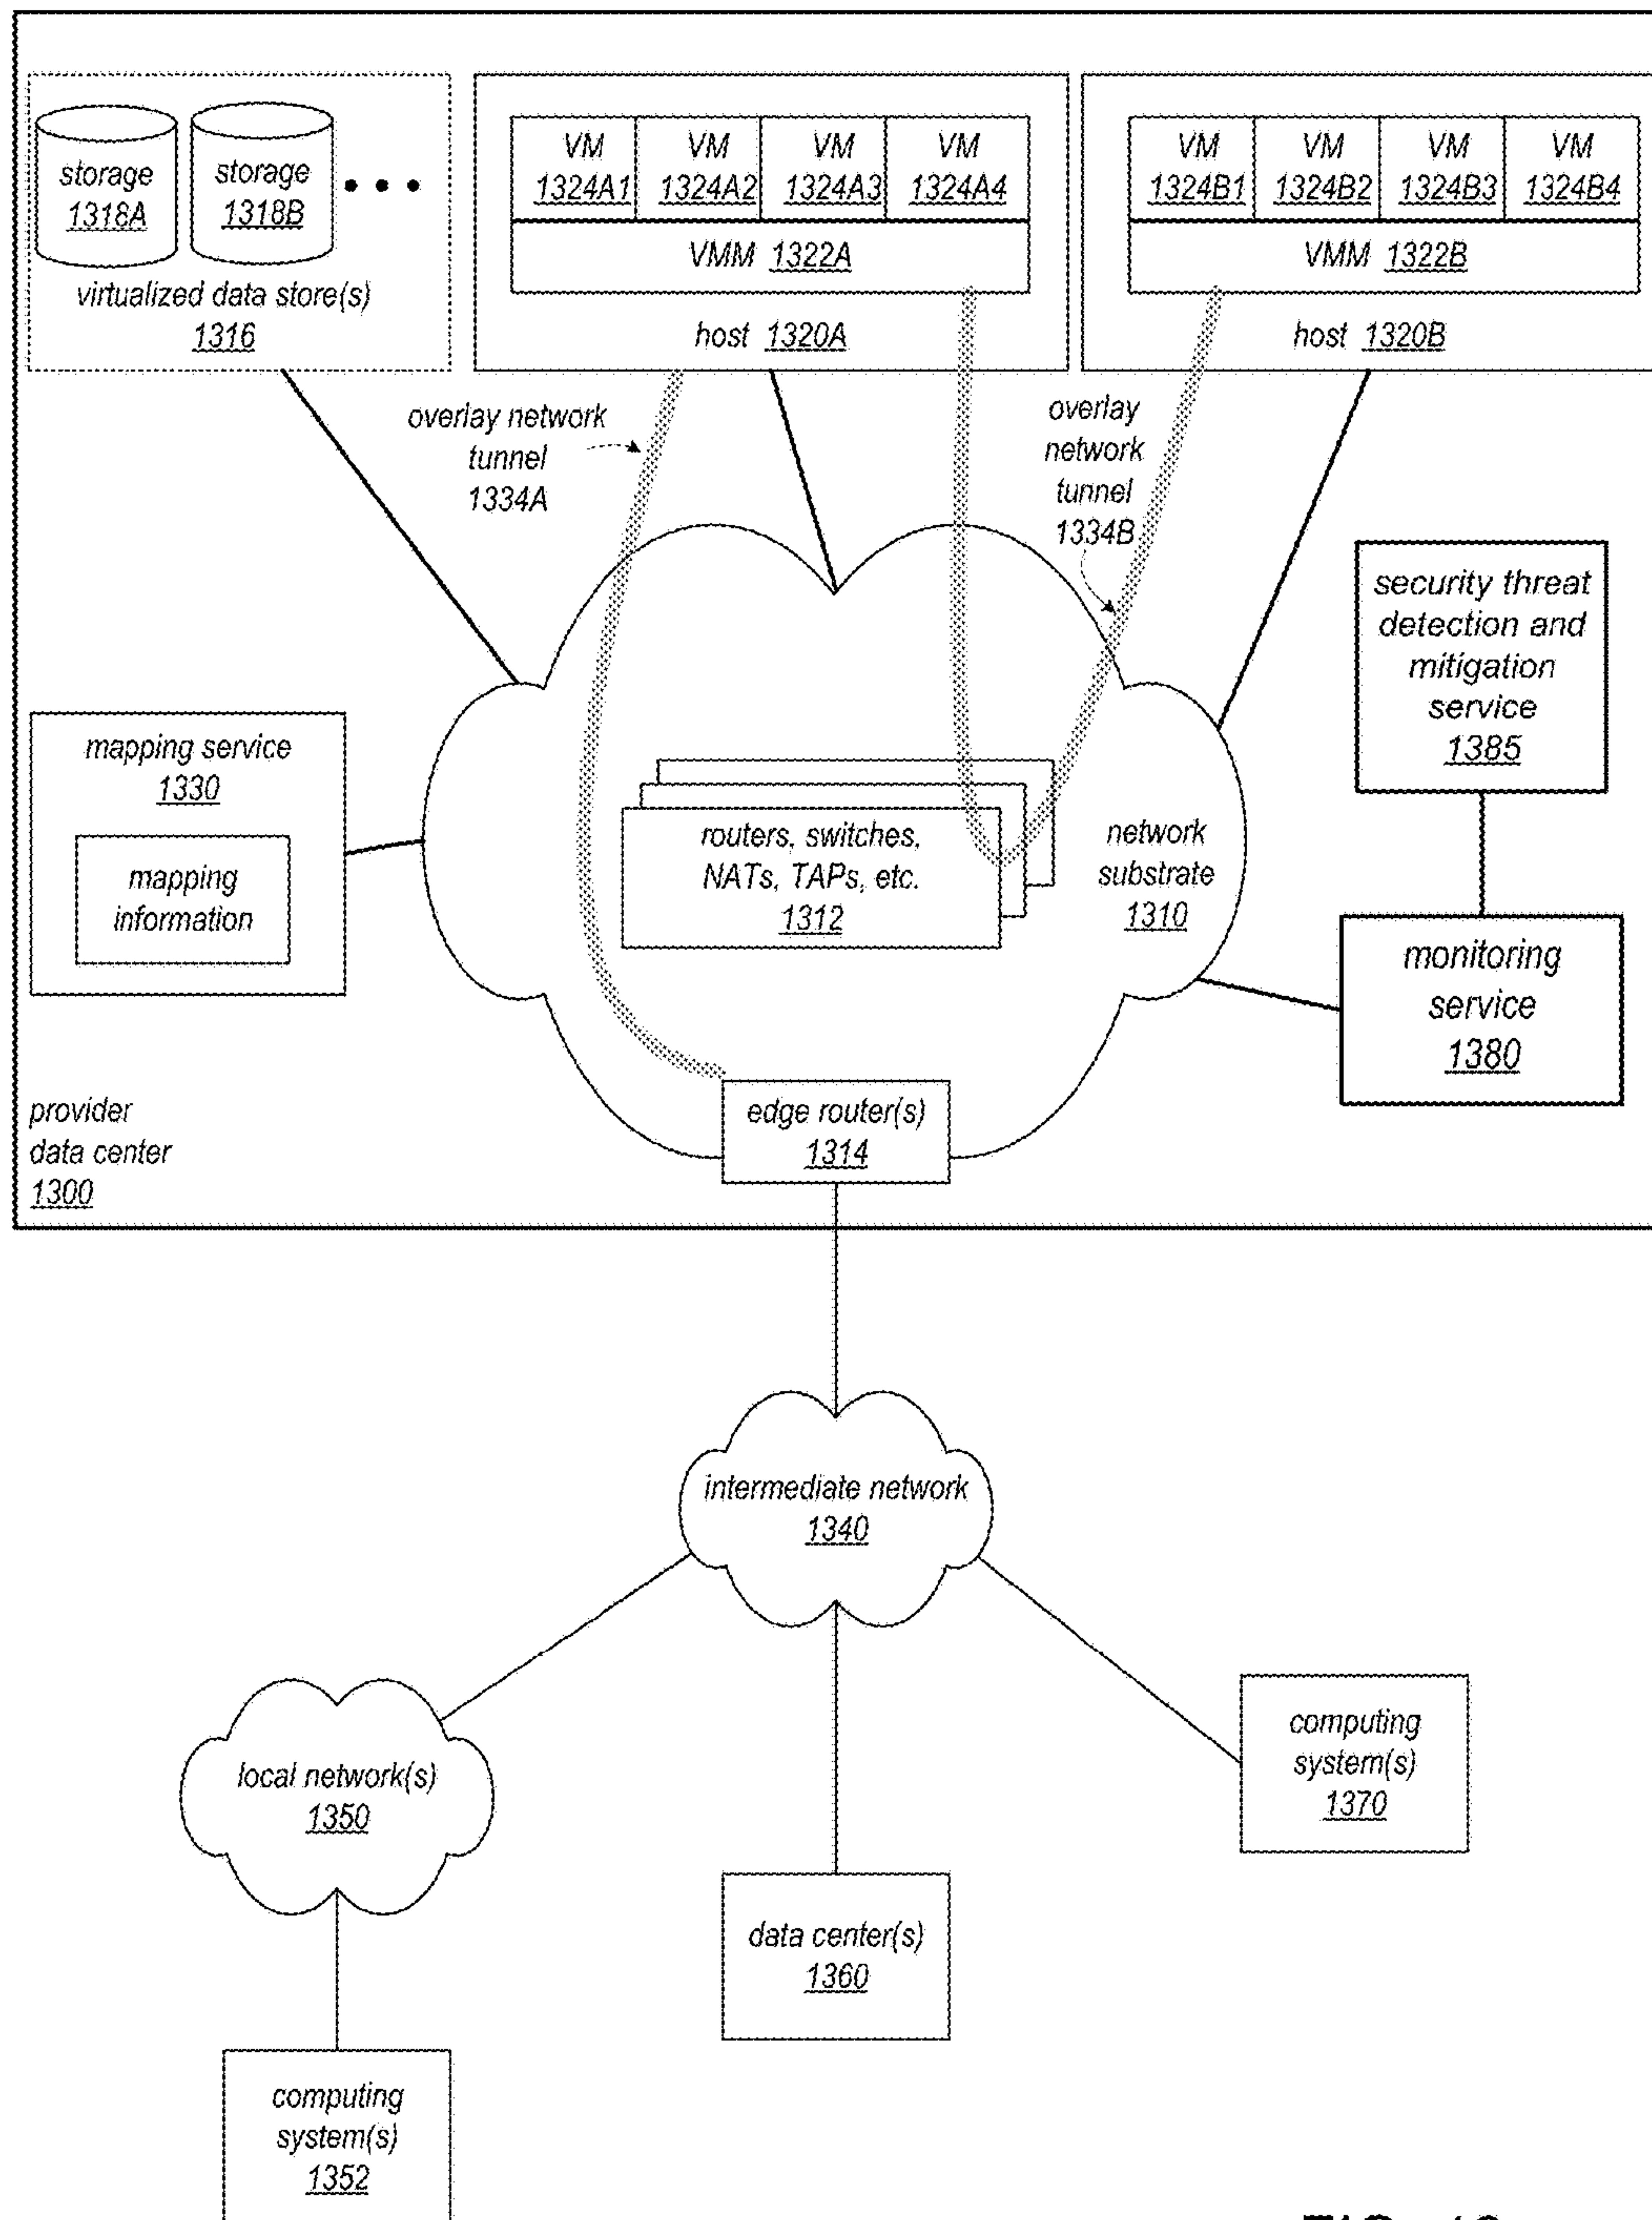 storage
1318A
storage
1318B
virtualized data store(s)
1316
VM
1324A1
VM
1324A2
VM
1324A3
VM
1324A4
VMM 1322A
host 1320A
VM
1324B1
VM
1324B2
VM
1324B3
VM
1324B4
VMM 1322B
host 1320B
overlay network
tunnel
1334A
overlay
network
tunnel
1334B
security threat
detection and
mitigation
service
1385
mapping service
1330
mapping
information
routers, switches,
NATs, TAPs, etc.
1312
network
substrate
1310
monitoring
service
1380
provider
data center
1300
edge router(s)
1314
intermediate network
1340
local network(s)
1350
computing
system(s)
1370
data center(s)
1360
computing
system(s)
1352